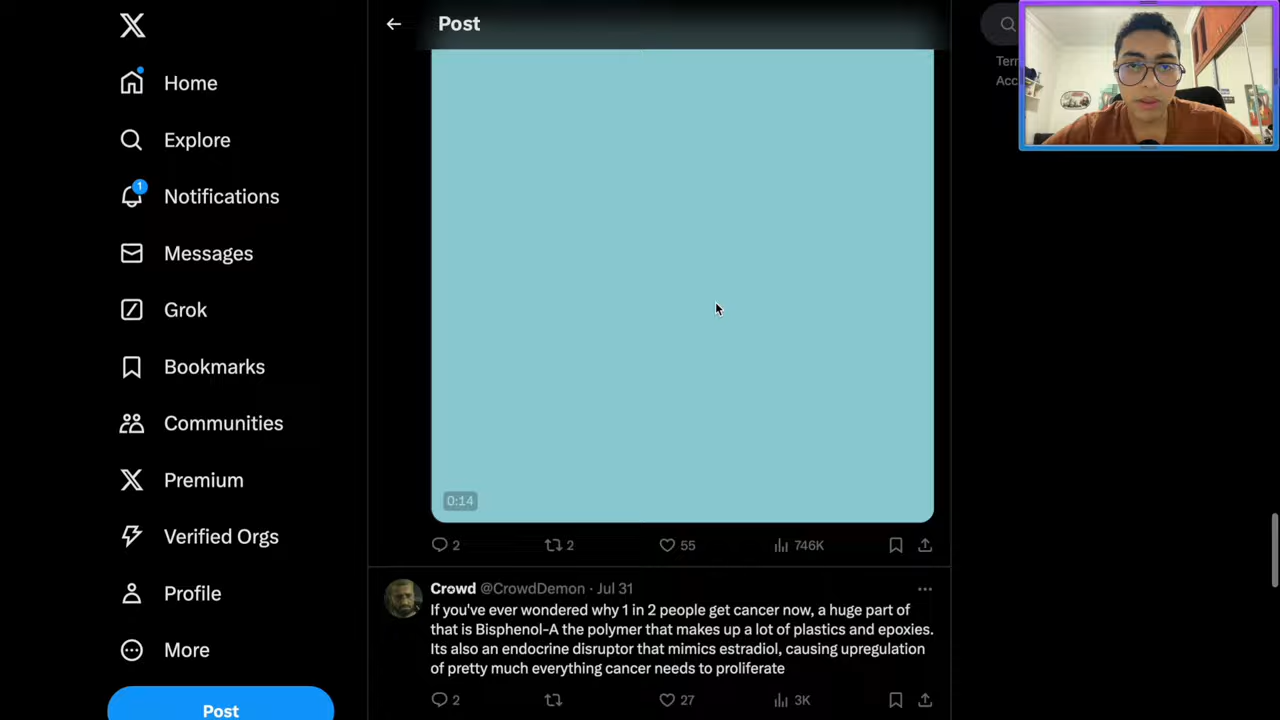 Post
Home
Explore
1
Notifications
Messages
Grok
Bookmarks
Communities
Premium
Verified Orgs
Profile
More
Post
0:14
2
2
55
746K
Crowd @CrowdDemon · Jul 31
If you've ever wondered why 1 in 2 people get cancer now, a huge part of
that is Bisphenol-A the polymer that makes up a lot of plastics and epoxies.
Its also an endocrine disruptor that mimics estradiol, causing upregulation
of pretty much everything cancer needs to proliferate
2
27
3K